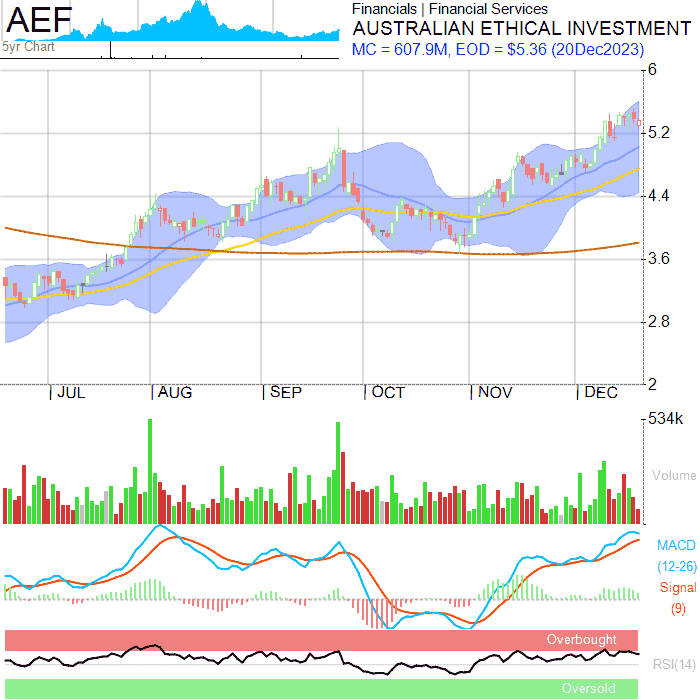 AEF
5yr Chart
Financials | Financial Services
AUSTRALIAN ETHICAL INVESTMENT
MC = 607.9M, EOD = $5.36 (20Dec2023)
6
5.2
4.4
3.6
2.8
2
JUL
AUG
SEP
OCT
NOV
DEC
534k
Volume
MACD
(12-26)
Signal
(9)
Overbought
RSI(14)
Oversold